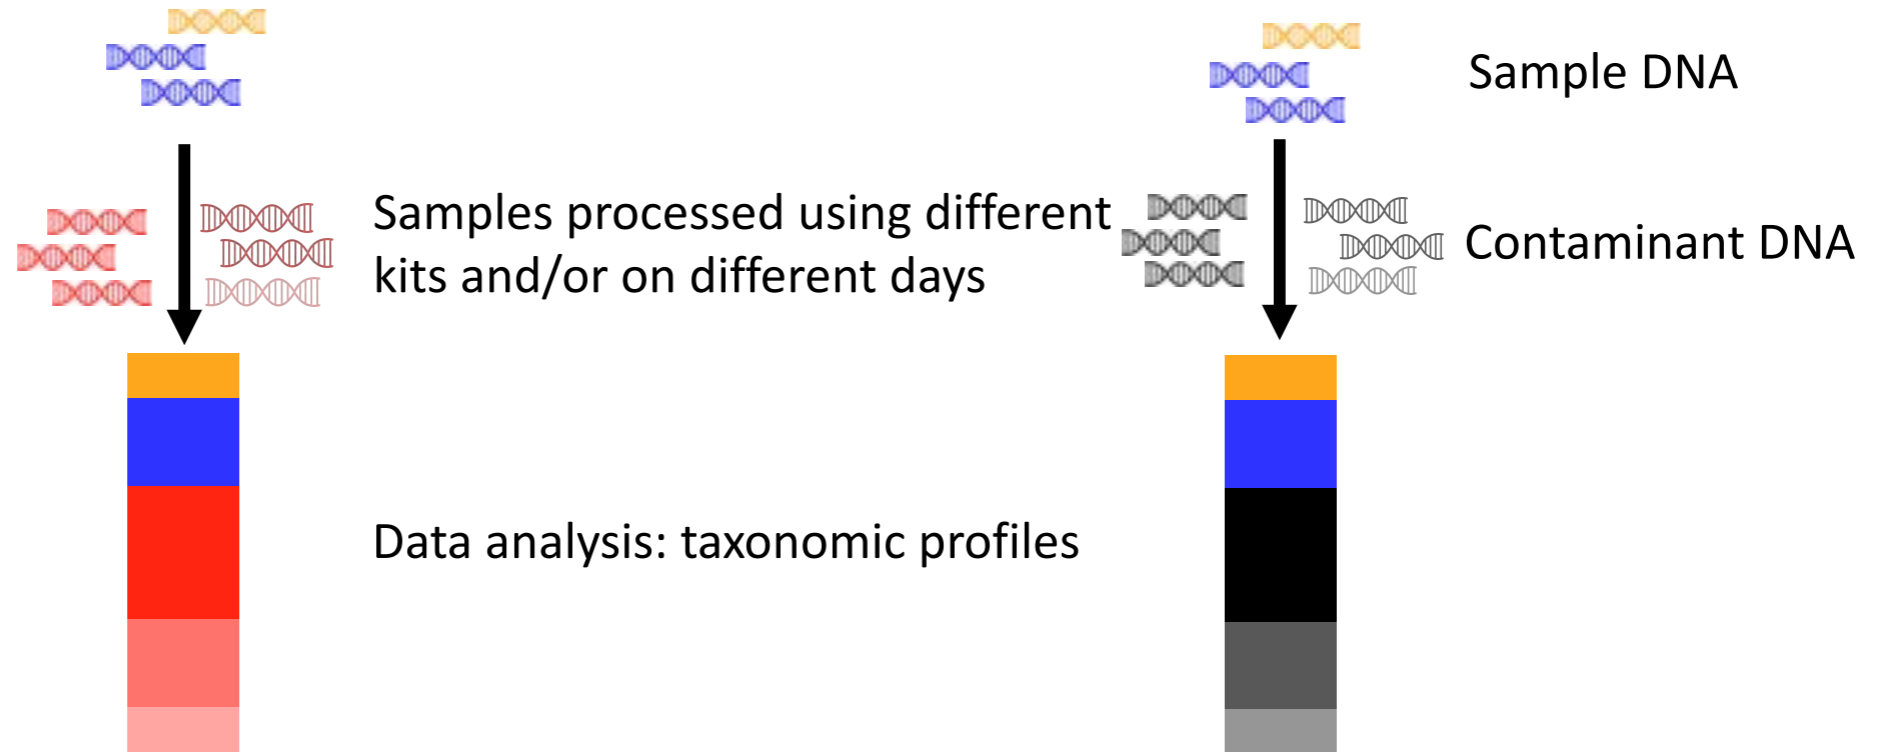 Sample DNA
Samples processed using different
kits and/or on different days
Contaminant DNA
Data analysis: taxonomic profiles